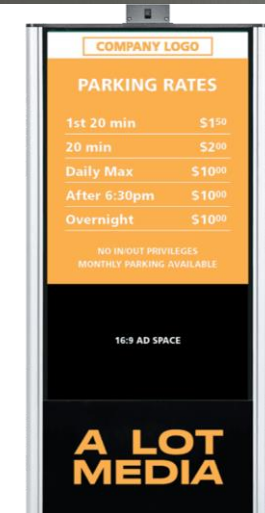 COMPANY LOGO
PARKING RATES
1st 20 min $150
20 min $200
Daily Max $1000
After 6:30pm $1000
Overnight $1000
NO IN/OUT PRIVILEGES
MONTHLY PARKING AVAILABLE
16:9 AD SPACE
A LOT
MEDIA